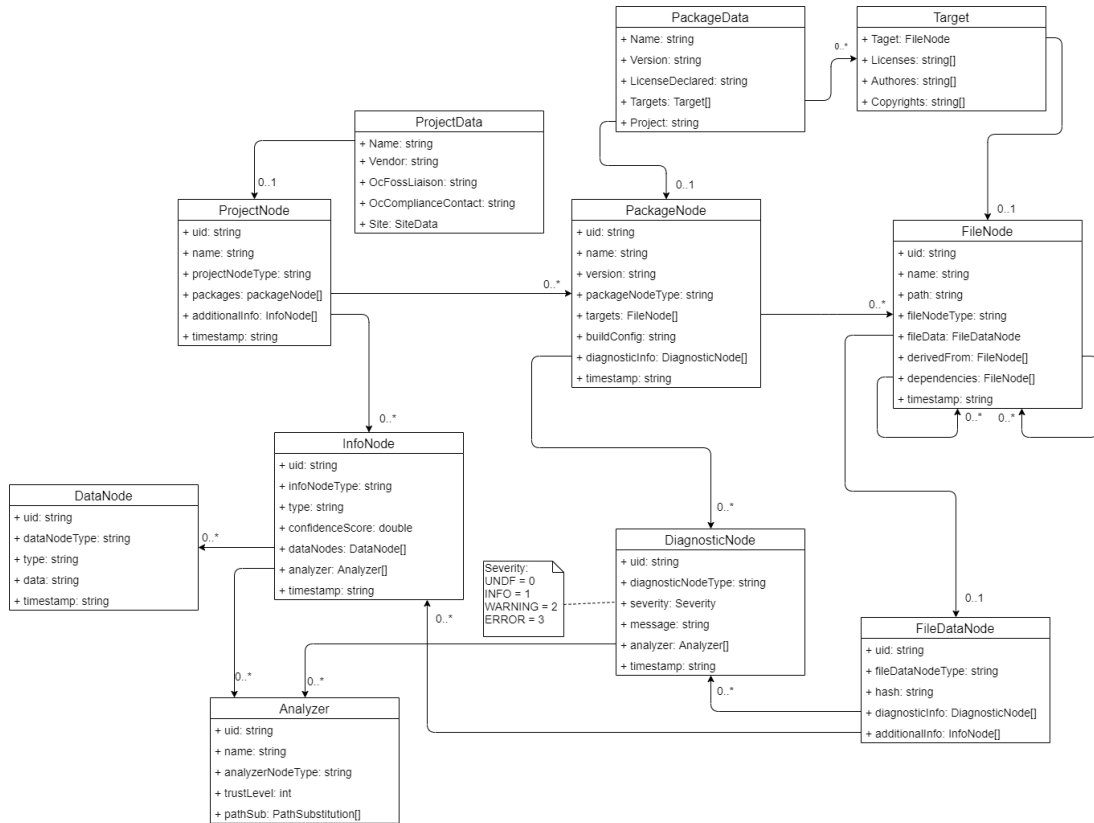 PackageData
+ Name: string
+ Version: string
+ LicenseDeclared: string
+ Targets: Target[]
+ Project: string
Target
+ Taget: FileNode
+ Licenses: string[]
+ Authores: string[]
+ Copyrights: string[]
0..*
ProjectData
+ Name: string
+ Vendor: string
+ OcFossLiaison: string
+ OcComplianceContact: string
+ Site: SiteData
0..1
0..1
0..1
ProjectNode
+ uid: string
+ name: string
+ projectNodeType: string
+ packages: packageNode[]
+ additionalInfo: InfoNode[]
+ timestamp: string
0..*
PackageNode
+ uid: string
+ name: string
+ version: string
+ packageNodeType: string
+ targets: FileNode[]
+ buildConfig: string
+ diagnosticInfo: DiagnosticNode[]
+ timestamp: string
0..*
FileNode
+ uid: string
+ name: string
+ path: string
+ fileNodeType: string
+ fileData: FileDataNode
+ derivedFrom: FileNode[]
+ dependencies: FileNode[]
+ timestamp: string
0..*
0..*
0..*
InfoNode
+ uid: string
+ infoNodeType: string
+ type: string
+ confidenceScore: double
+ dataNodes: DataNode[]
+ analyzer: Analyzer[]
+ timestamp: string
DataNode
+ uid: string
+ dataNodeType: string
+ type: string
+ data: string
+ timestamp: string
0..*
0..*
Severity:
UNDF = 0
INFO = 1
WARNING = 2
ERROR = 3
DiagnosticNode
+ uid: string
+ diagnosticNodeType: string
+ severity: Severity
+ message: string
+ analyzer: Analyzer[]
+ timestamp: string
0..*
0..1
FileDataNode
+ uid: string
+ fileDataNodeType: string
+ hash: string
+ diagnosticInfo: DiagnosticNode[]
+ additionalInfo: InfoNode[]
0..*
0..*
0..*
Analyzer
+ uid: string
+ name: string
+ analyzerNodeType: string
+ trustLevel: int
+ pathSub: PathSubstitution[]